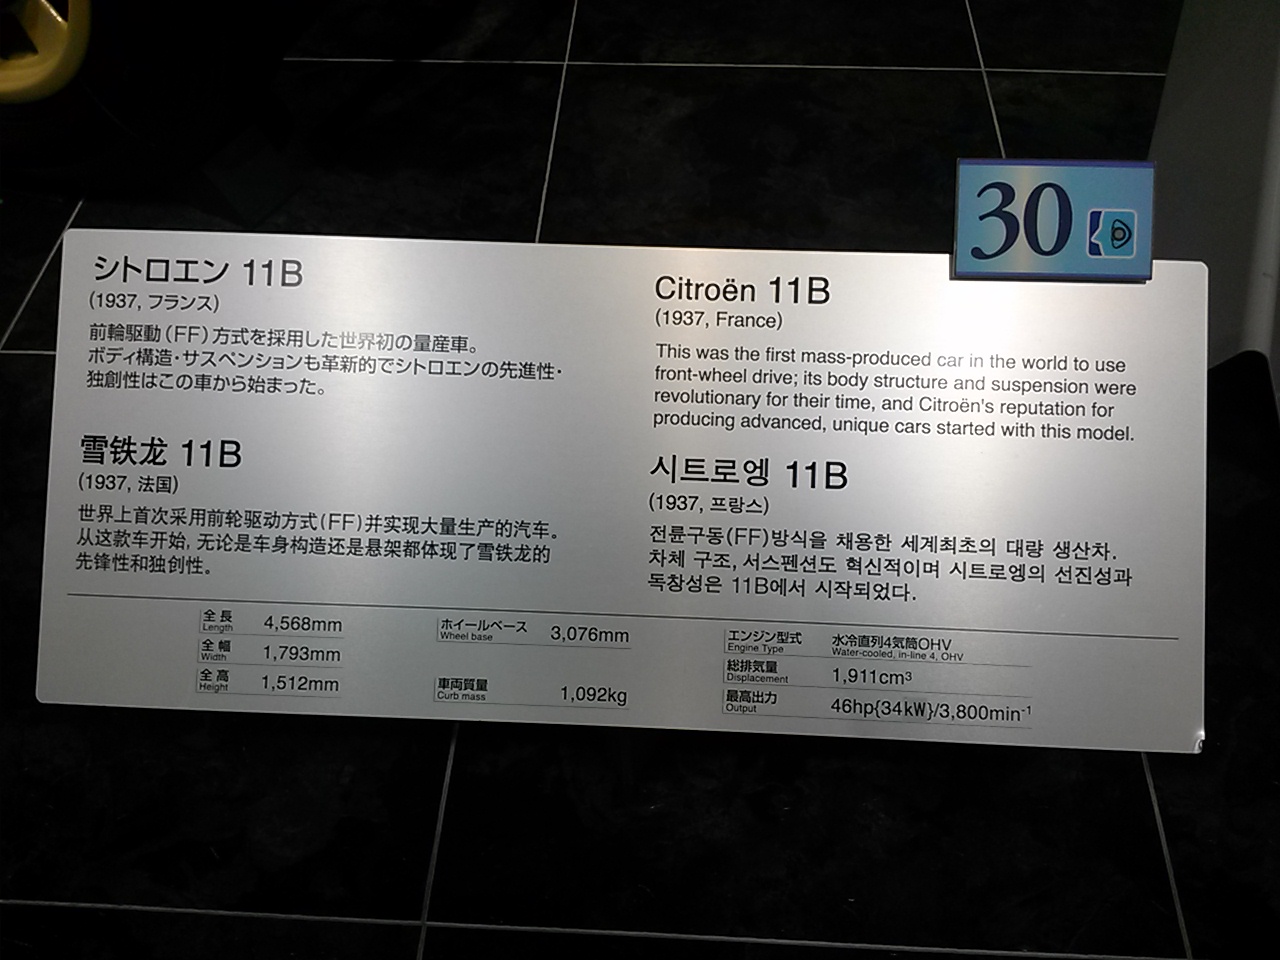 30
シトロエン 11B
(1937, フランス)
前輪駆動(FF)方式を採用した世界初の量産車。
ボディ構造・サスペンションも革新的でシトロエンの先進性・
独創性はこの車から始まった。
Citroën 11B
(1937, France)
This was the first mass-produced car in the world to use
front-wheel drive; its body structure and suspension were
revolutionary for their time, and Citroën's reputation for
producing advanced, unique cars started with this model.
雪铁龙 11B
(1937, 法国)
世界上首次采用前轮驱动方式(FF)并实现大量生产的汽车。
从这款车开始, 无论是车身构造还是悬架都体现了雪铁龙的
先锋性和独创性。
시트로엥 11B
(1937, 프랑스)
전륜구동(FF)방식을 채용한 세계최초의 대량 생산차.
차체 구조, 서스펜션도 혁신적이며 시트로엥의 선진성과
독창성은 11B에서 시작되었다.
全長 Length 4,568mm
全幅 Width 1,793mm
全高 Height 1,512mm
ホイールベース Wheel base 3,076mm
車両質量 Curb mass 1,092kg
エンジン型式 Engine Type 水冷直列4気筒OHV Water-cooled, in-line 4, OHV
総排気量 Displacement 1,911cm³
最高出力 Output 46hp{34kW}/3,800min⁻¹